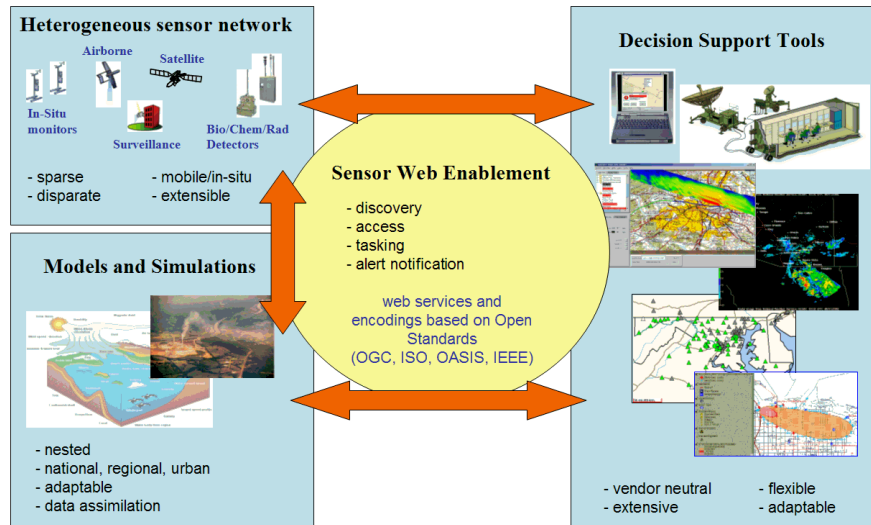 Heterogeneous sensor network
Airborne
Satellite
In-Situ
monitors
Surveillance
Bio/Chem/Rad
Detectors
- sparse
- disparate
- mobile/in-situ
- extensible
Models and Simulations
- nested
- national, regional, urban
- adaptable
- data assimilation
Sensor Web Enablement
- discovery
- access
- tasking
- alert notification
web services and
encodings based on Open
Standards
(OGC, ISO, OASIS, IEEE)
Decision Support Tools
- vendor neutral
- extensive
- flexible
- adaptable